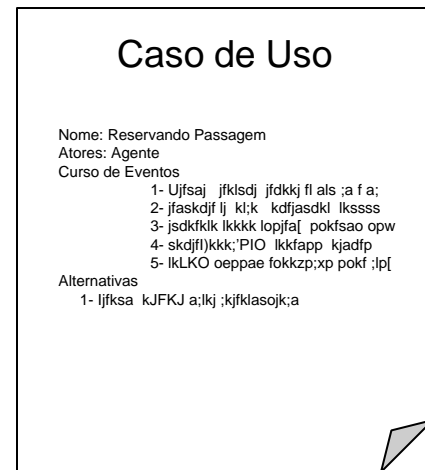 Caso de Uso
Nome: Reservando Passagem
Atores: Agente
Curso de Eventos
1- Ujfsaj jfklsdj jfdkkj fl als ;a f a;
2- jfaskdjf lj kl;k kdfjasdkl lkssss
3- jsdkfklk lkkkk lopjfa[ pokfsao opw
4- skdjfl)kkk;'PIO lkkfapp kjadfp
5- lkLKO oeppae fokkzp;xp pokf ;lp[
Alternativas
1- Ijfksa kJFKJ a;lkj ;kjfklasojk;a